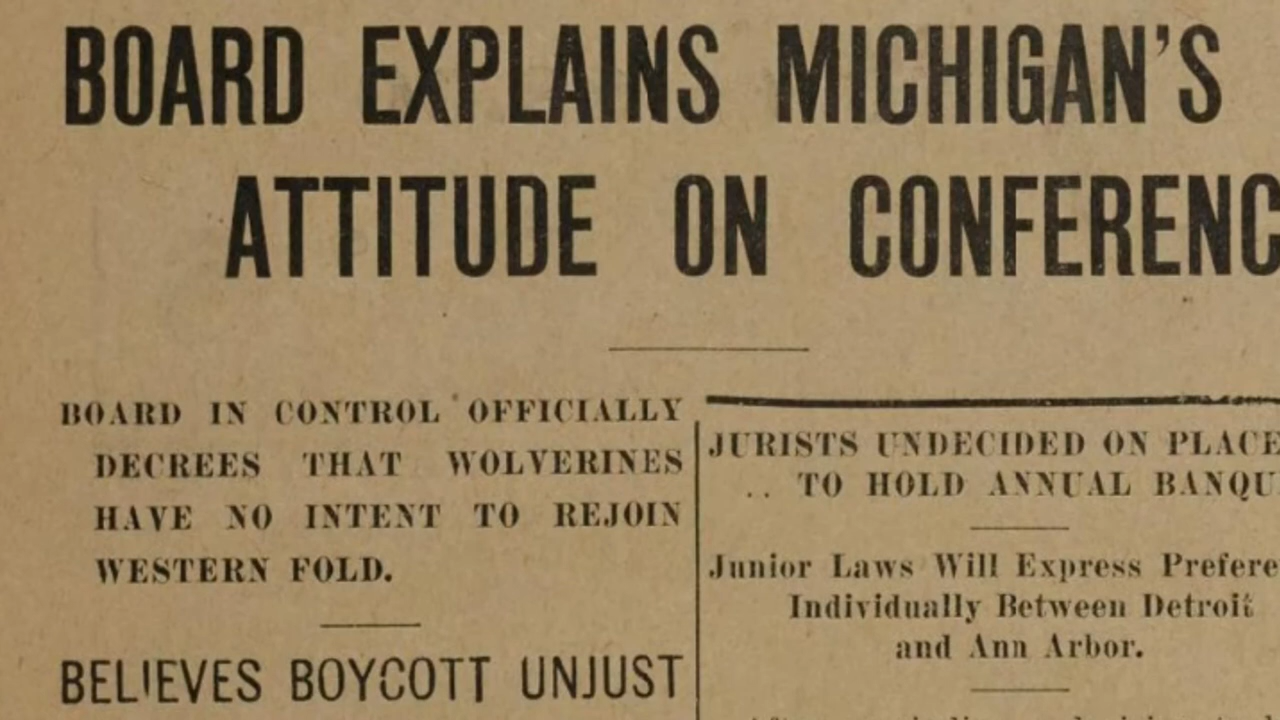 BOARD EXPLAINS MICHIGAN'S
ATTITUDE ON CONFERENC
BOARD IN CONTROL OFFICIALLY
DECREES THAT WOLVERINES
HAVE NO INTENT TO REJOIN
WESTERN FOLD.
BELIEVES BOYCOTT UNJUST
JURISTS UNDECIDED ON PLACE
.. TO HOLD ANNUAL BANQU
Junior Laws Will Express Prefere
Individually Between Detroit
and Ann Arbor.